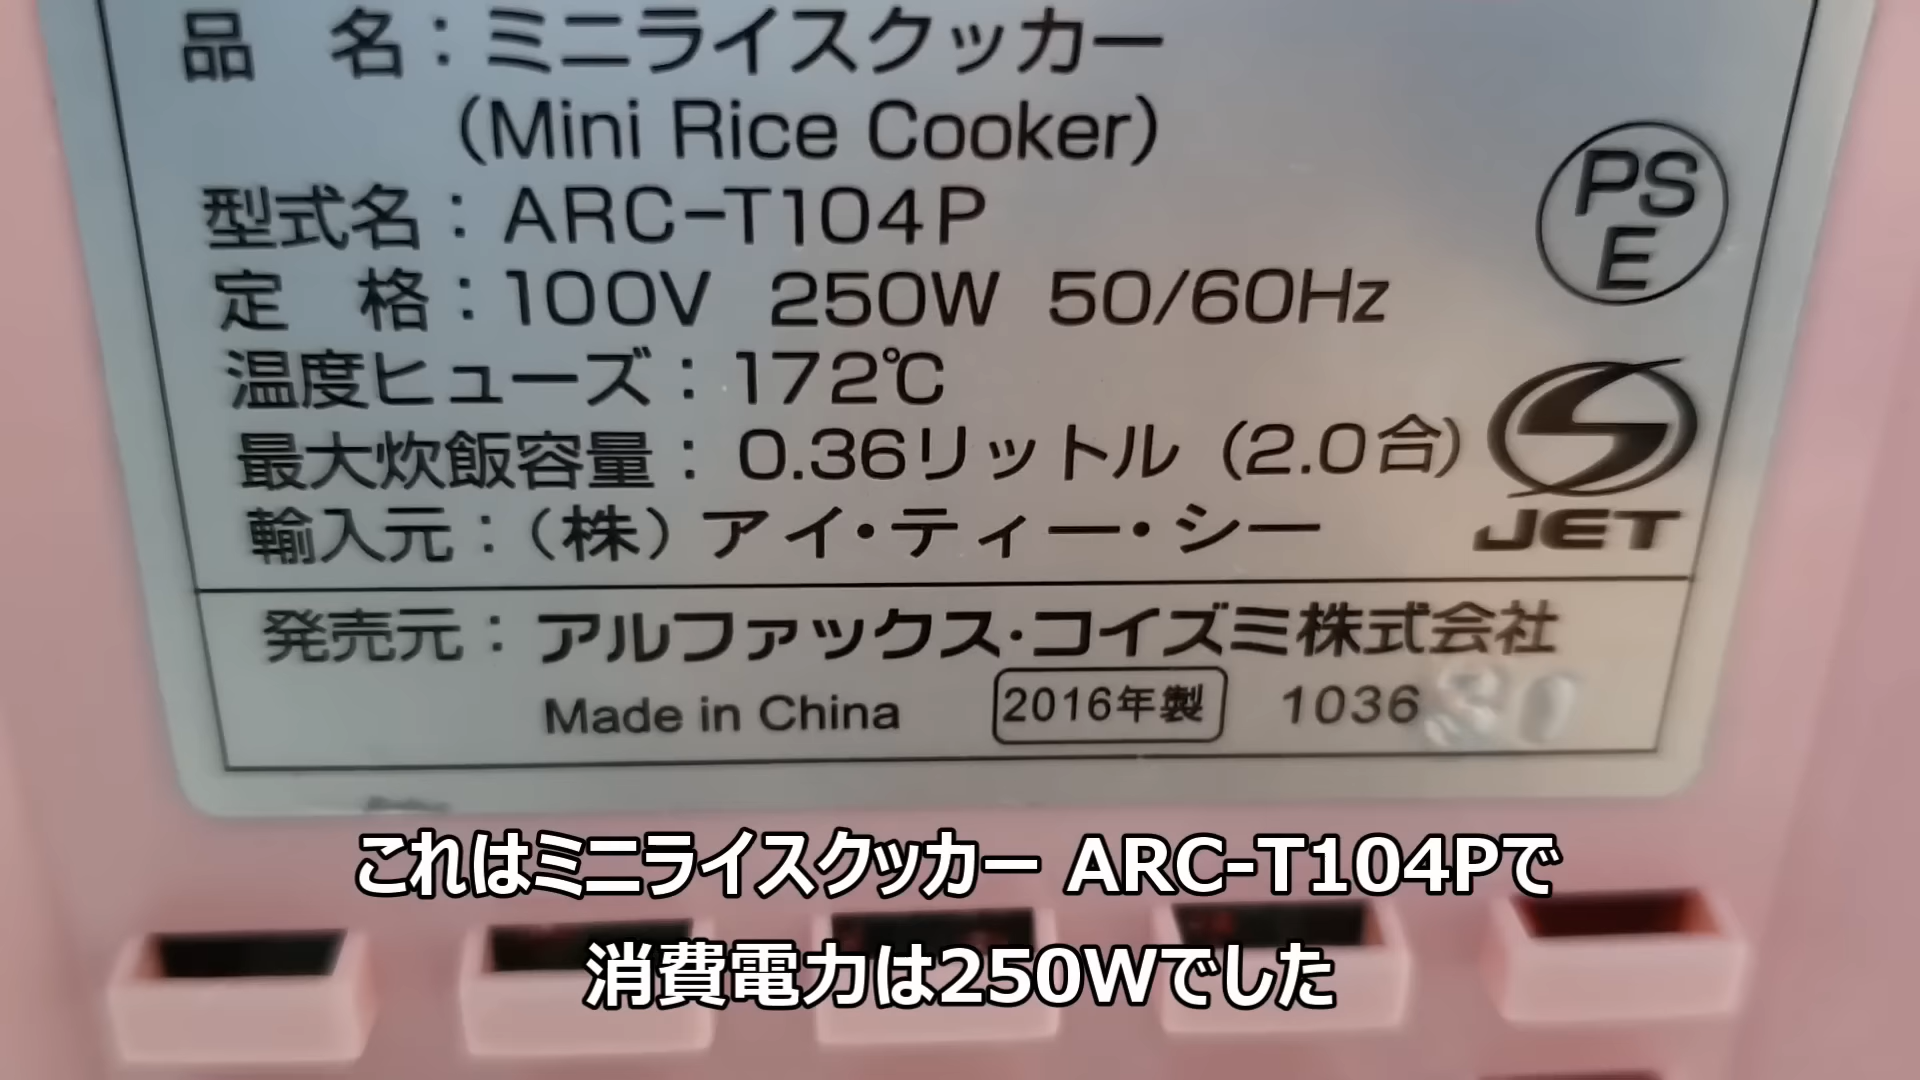 品　名：ミニライスクッカー
（Mini Rice Cooker）
型式名：ARC-T104P
定　格：100V 250W 50/60Hz
温度ヒューズ：172℃
最大炊飯容量：0.36リットル（2.0合）
輸入元：（株）アイ・ティー・シー
PS
E
JET
発売元：アルファックス・コイズミ株式会社
Made in China 2016年製 1036
これはミニライスクッカー ARC-T104Pで
消費電力は250Wでした